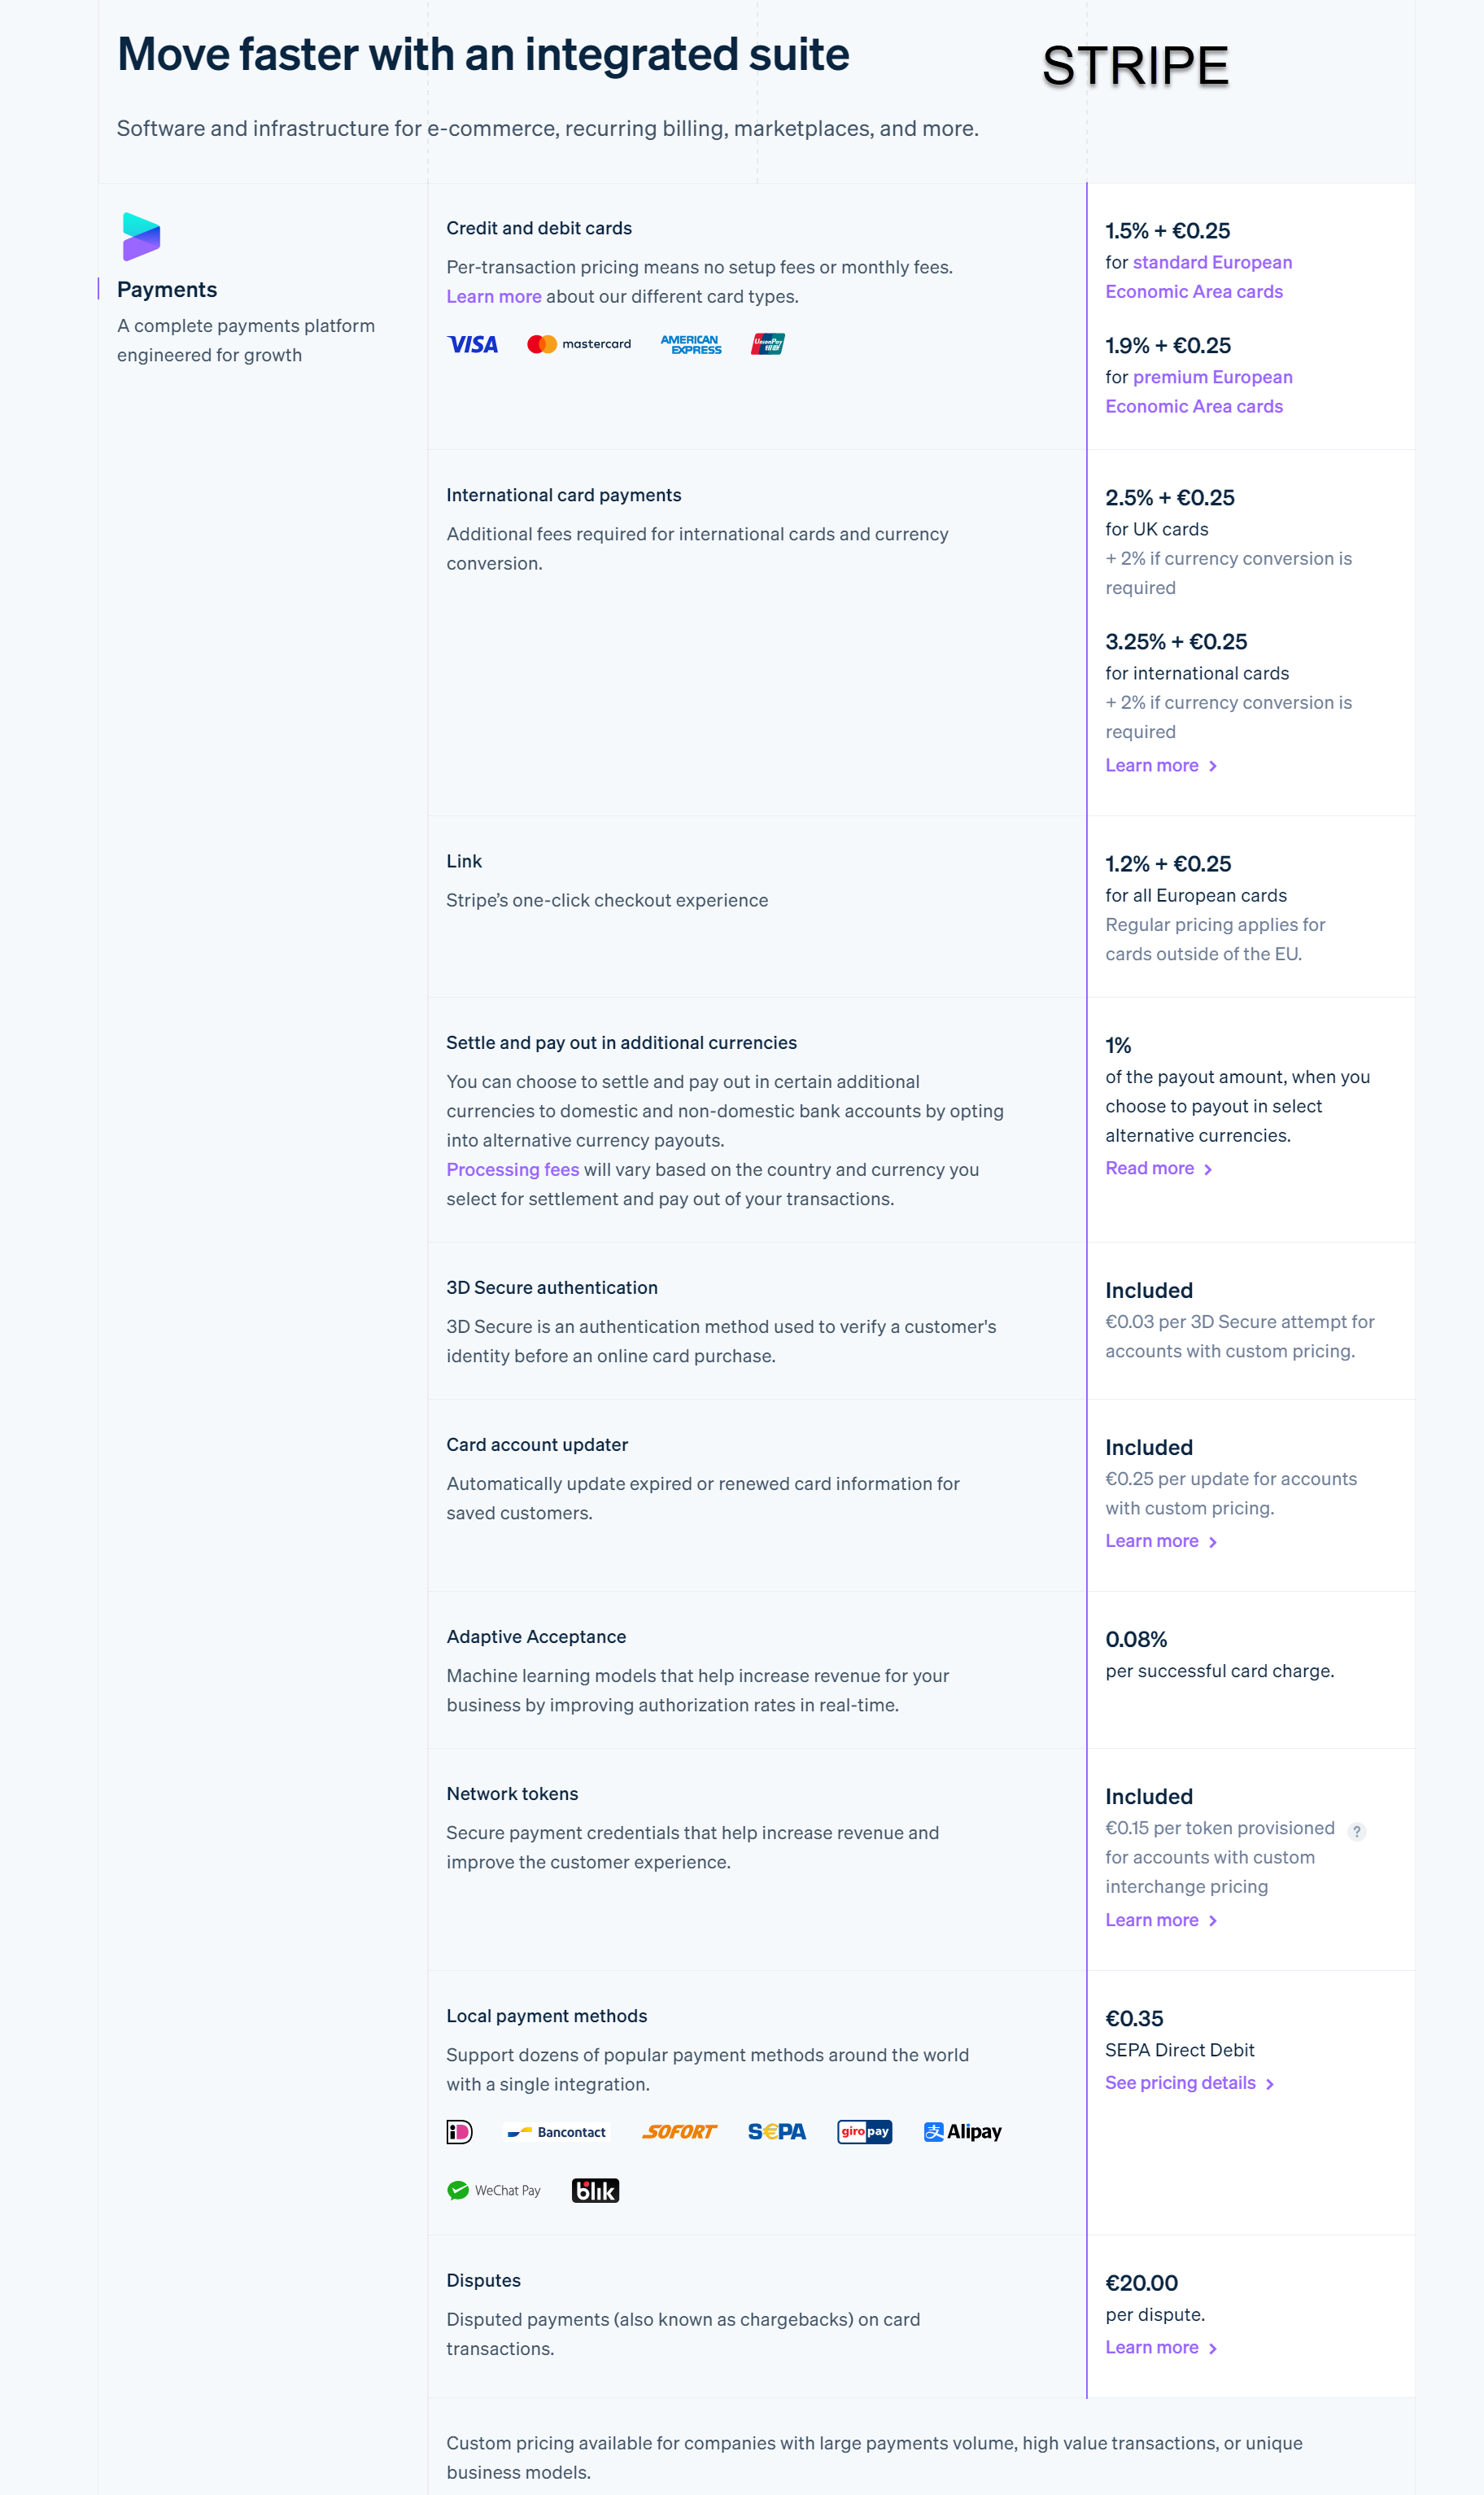 Move faster with an integrated suite
STRIPE
Software and infrastructure for e-commerce, recurring billing, marketplaces, and more.
Payments
A complete payments platform
engineered for growth
Credit and debit cards
Per-transaction pricing means no setup fees or monthly fees.
Learn more about our different card types.
VISA mastercard AMERICAN EXPRESS UnionPay 银联
1.5% + €0.25
for standard European
Economic Area cards
1.9% + €0.25
for premium European
Economic Area cards
International card payments
Additional fees required for international cards and currency
conversion.
2.5% + €0.25
for UK cards
+ 2% if currency conversion is
required
3.25% + €0.25
for international cards
+ 2% if currency conversion is
required
Learn more
Link
Stripe’s one-click checkout experience
1.2% + €0.25
for all European cards
Regular pricing applies for
cards outside of the EU.
Settle and pay out in additional currencies
You can choose to settle and pay out in certain additional
currencies to domestic and non-domestic bank accounts by opting
into alternative currency payouts.
Processing fees will vary based on the country and currency you
select for settlement and pay out of your transactions.
1%
of the payout amount, when you
choose to payout in select
alternative currencies.
Read more
3D Secure authentication
3D Secure is an authentication method used to verify a customer's
identity before an online card purchase.
Included
€0.03 per 3D Secure attempt for
accounts with custom pricing.
Card account updater
Automatically update expired or renewed card information for
saved customers.
Included
€0.25 per update for accounts
with custom pricing.
Learn more
Adaptive Acceptance
Machine learning models that help increase revenue for your
business by improving authorization rates in real-time.
0.08%
per successful card charge.
Network tokens
Secure payment credentials that help increase revenue and
improve the customer experience.
Included
€0.15 per token provisioned ?
for accounts with custom
interchange pricing
Learn more
Local payment methods
Support dozens of popular payment methods around the world
with a single integration.
iD Bancontact SOFORT S€PA giropay 支 Alipay
WeChat Pay blik
€0.35
SEPA Direct Debit
See pricing details
Disputes
Disputed payments (also known as chargebacks) on card
transactions.
€20.00
per dispute.
Learn more
Custom pricing available for companies with large payments volume, high value transactions, or unique
business models.